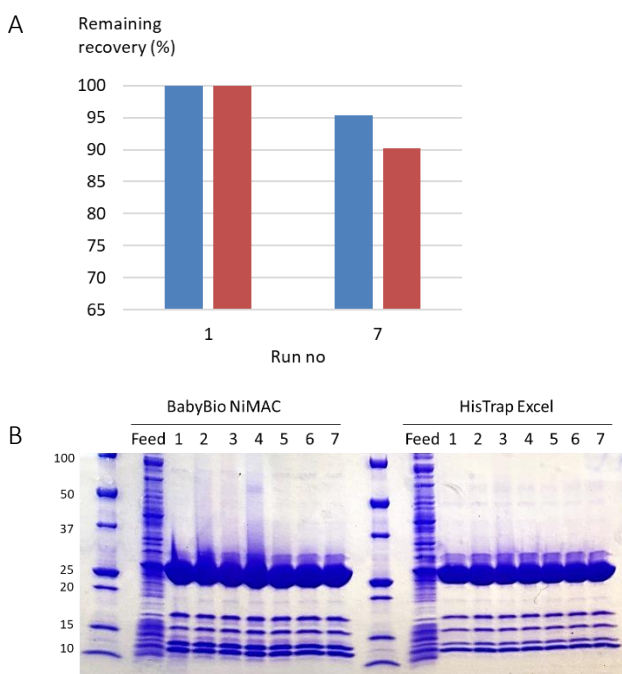 A
Remaining
recovery (%)
100
95
90
85
80
75
70
65
1 7
Run no
BabyBio NiMAC HisTrap Excel
B
Feed 1 2 3 4 5 6 7 Feed 1 2 3 4 5 6 7
100
50
37
25
20
15
10